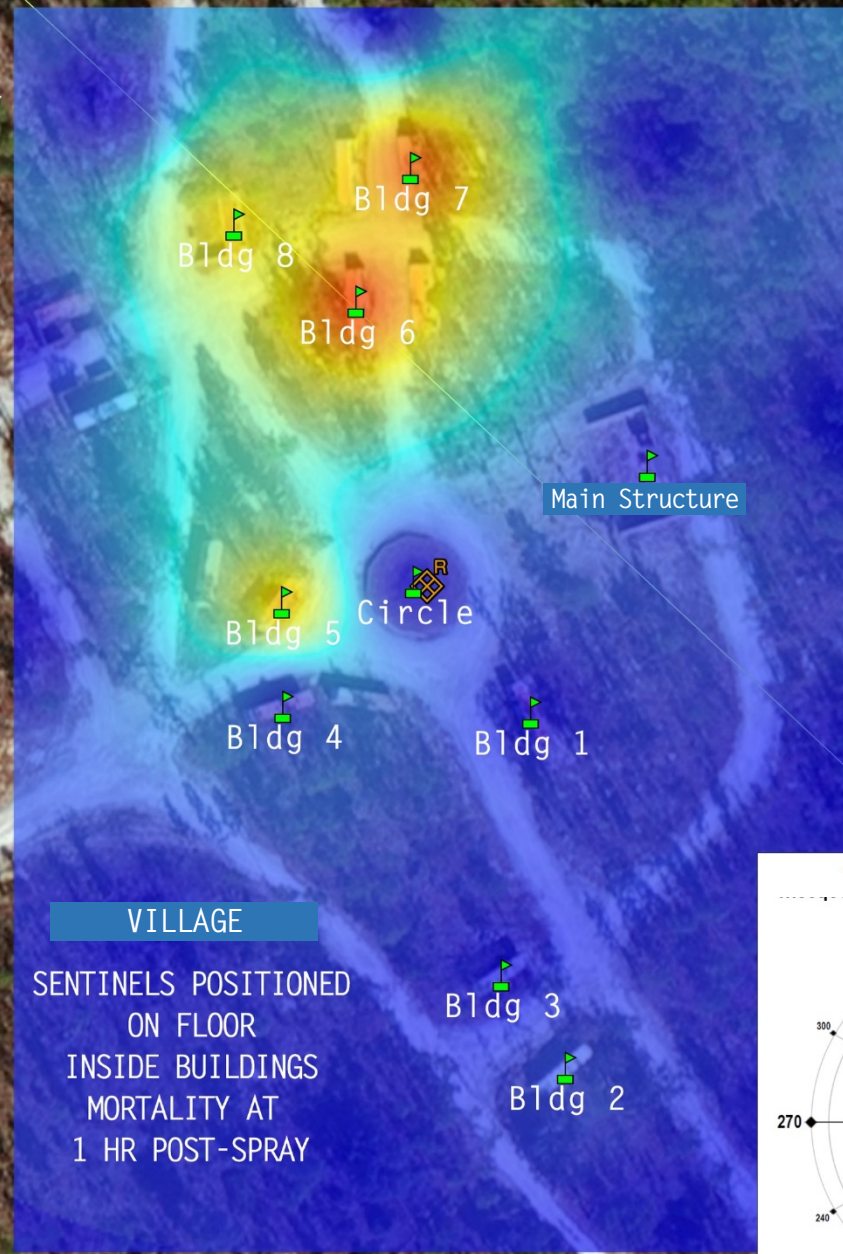 Bldg 7
Bldg 8
Bldg 6
Main Structure
R
Circle
Bldg 5
Bldg 4
Bldg 1
VILLAGE
SENTINELS POSITIONED
ON FLOOR
INSIDE BUILDINGS
MORTALITY AT
1 HR POST-SPRAY
Bldg 3
Bldg 2
300
270
240